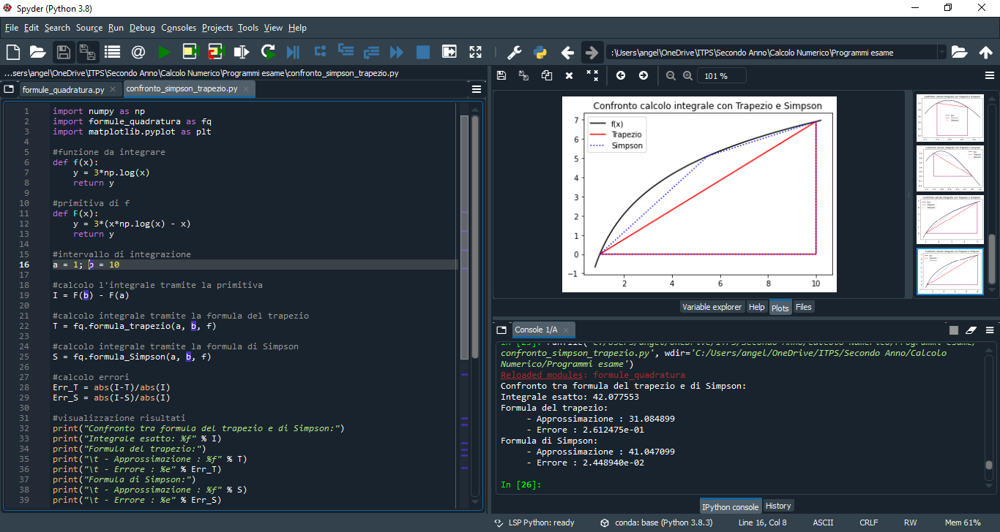 Spyder (Python 3.8)
File Edit Search Source Run Debug Consoles Projects Tools View Help
:\Users\angel\OneDrive\ITPS\Secondo Anno\Calcolo Numerico\Programmi esame
...sers\angel\OneDrive\ITPS\Secondo Anno\Calcolo Numerico\Programmi esame\confronto_simpson_trapezio.py
formule_quadratura.py confronto_simpson_trapezio.py
1 import numpy as np
2 import formule_quadratura as fq
3 import matplotlib.pyplot as plt
4
5 #funzione da integrare
6 def f(x):
7 y = 3*np.log(x)
8 return y
9
10 #primitiva di f
11 def F(x):
12 y = 3*(x*np.log(x) - x)
13 return y
14
15 #intervallo di integrazione
16 a = 1; b = 10
17
18 #calcolo l'integrale tramite la primitiva
19 I = F(b) - F(a)
20
21 #calcolo integrale tramite la formula del trapezio
22 T = fq.formula_trapezio(a, b, f)
23
24 #calcolo integrale tramite la formula di Simpson
25 S = fq.formula_Simpson(a, b, f)
26
27 #calcolo errori
28 Err_T = abs(I-T)/abs(I)
29 Err_S = abs(I-S)/abs(I)
30
31 #visualizzazione risultati
32 print("Confronto tra formula del trapezio e di Simpson:")
33 print("Integrale esatto: %f" % I)
34 print("Formula del trapezio:")
35 print("\t - Approssimazione : %f" % T)
36 print("\t - Errore : %e" % Err_T)
37 print("Formula di Simpson:")
38 print("\t - Approssimazione : %f" % S)
39 print("\t - Errore : %e" % Err_S)
101 %
Confronto calcolo integrale con Trapezio e Simpson
f(x)
Trapezio
Simpson
7
6
5
4
3
2
1
0
−1
2 4 6 8 10
Variable explorer Help Plots Files
Console 1/A
In [25]: runfile('C:/Users/angel/OneDrive/ITPS/Secondo Anno/Calcolo Numerico/Programmi esame/
confronto_simpson_trapezio.py', wdir='C:/Users/angel/OneDrive/ITPS/Secondo Anno/Calcolo
Numerico/Programmi esame')
Reloaded modules: formule_quadratura
Confronto tra formula del trapezio e di Simpson:
Integrale esatto: 42.077553
Formula del trapezio:
- Approssimazione : 31.084899
- Errore : 2.612475e-01
Formula di Simpson:
- Approssimazione : 41.047099
- Errore : 2.448940e-02
In [26]:
IPython console History
LSP Python: ready conda: base (Python 3.8.3) Line 16, Col 8 ASCII CRLF RW Mem 61%